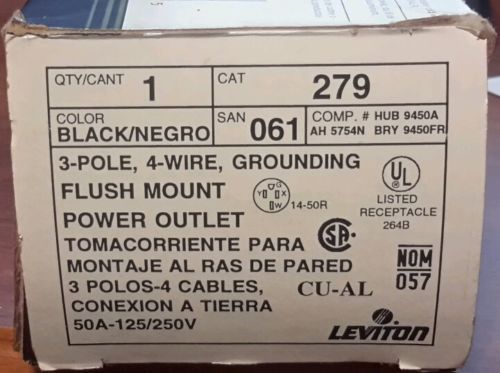 QTY/CANT 1 CAT 279
COLOR BLACK/NEGRO SAN 061 COMP. # HUB 9450A
AH 5754N BRY 9450FR
3-POLE, 4-WIRE, GROUNDING
FLUSH MOUNT
Y G X W 14-50R
POWER OUTLET
UL
LISTED
RECEPTACLE
264B
TOMACORRIENTE PARA
SA
MONTAJE AL RAS DE PARED
NOM
057
3 POLOS-4 CABLES,
CU-AL
CONEXION A TIERRA
50A-125/250V
LEVITON